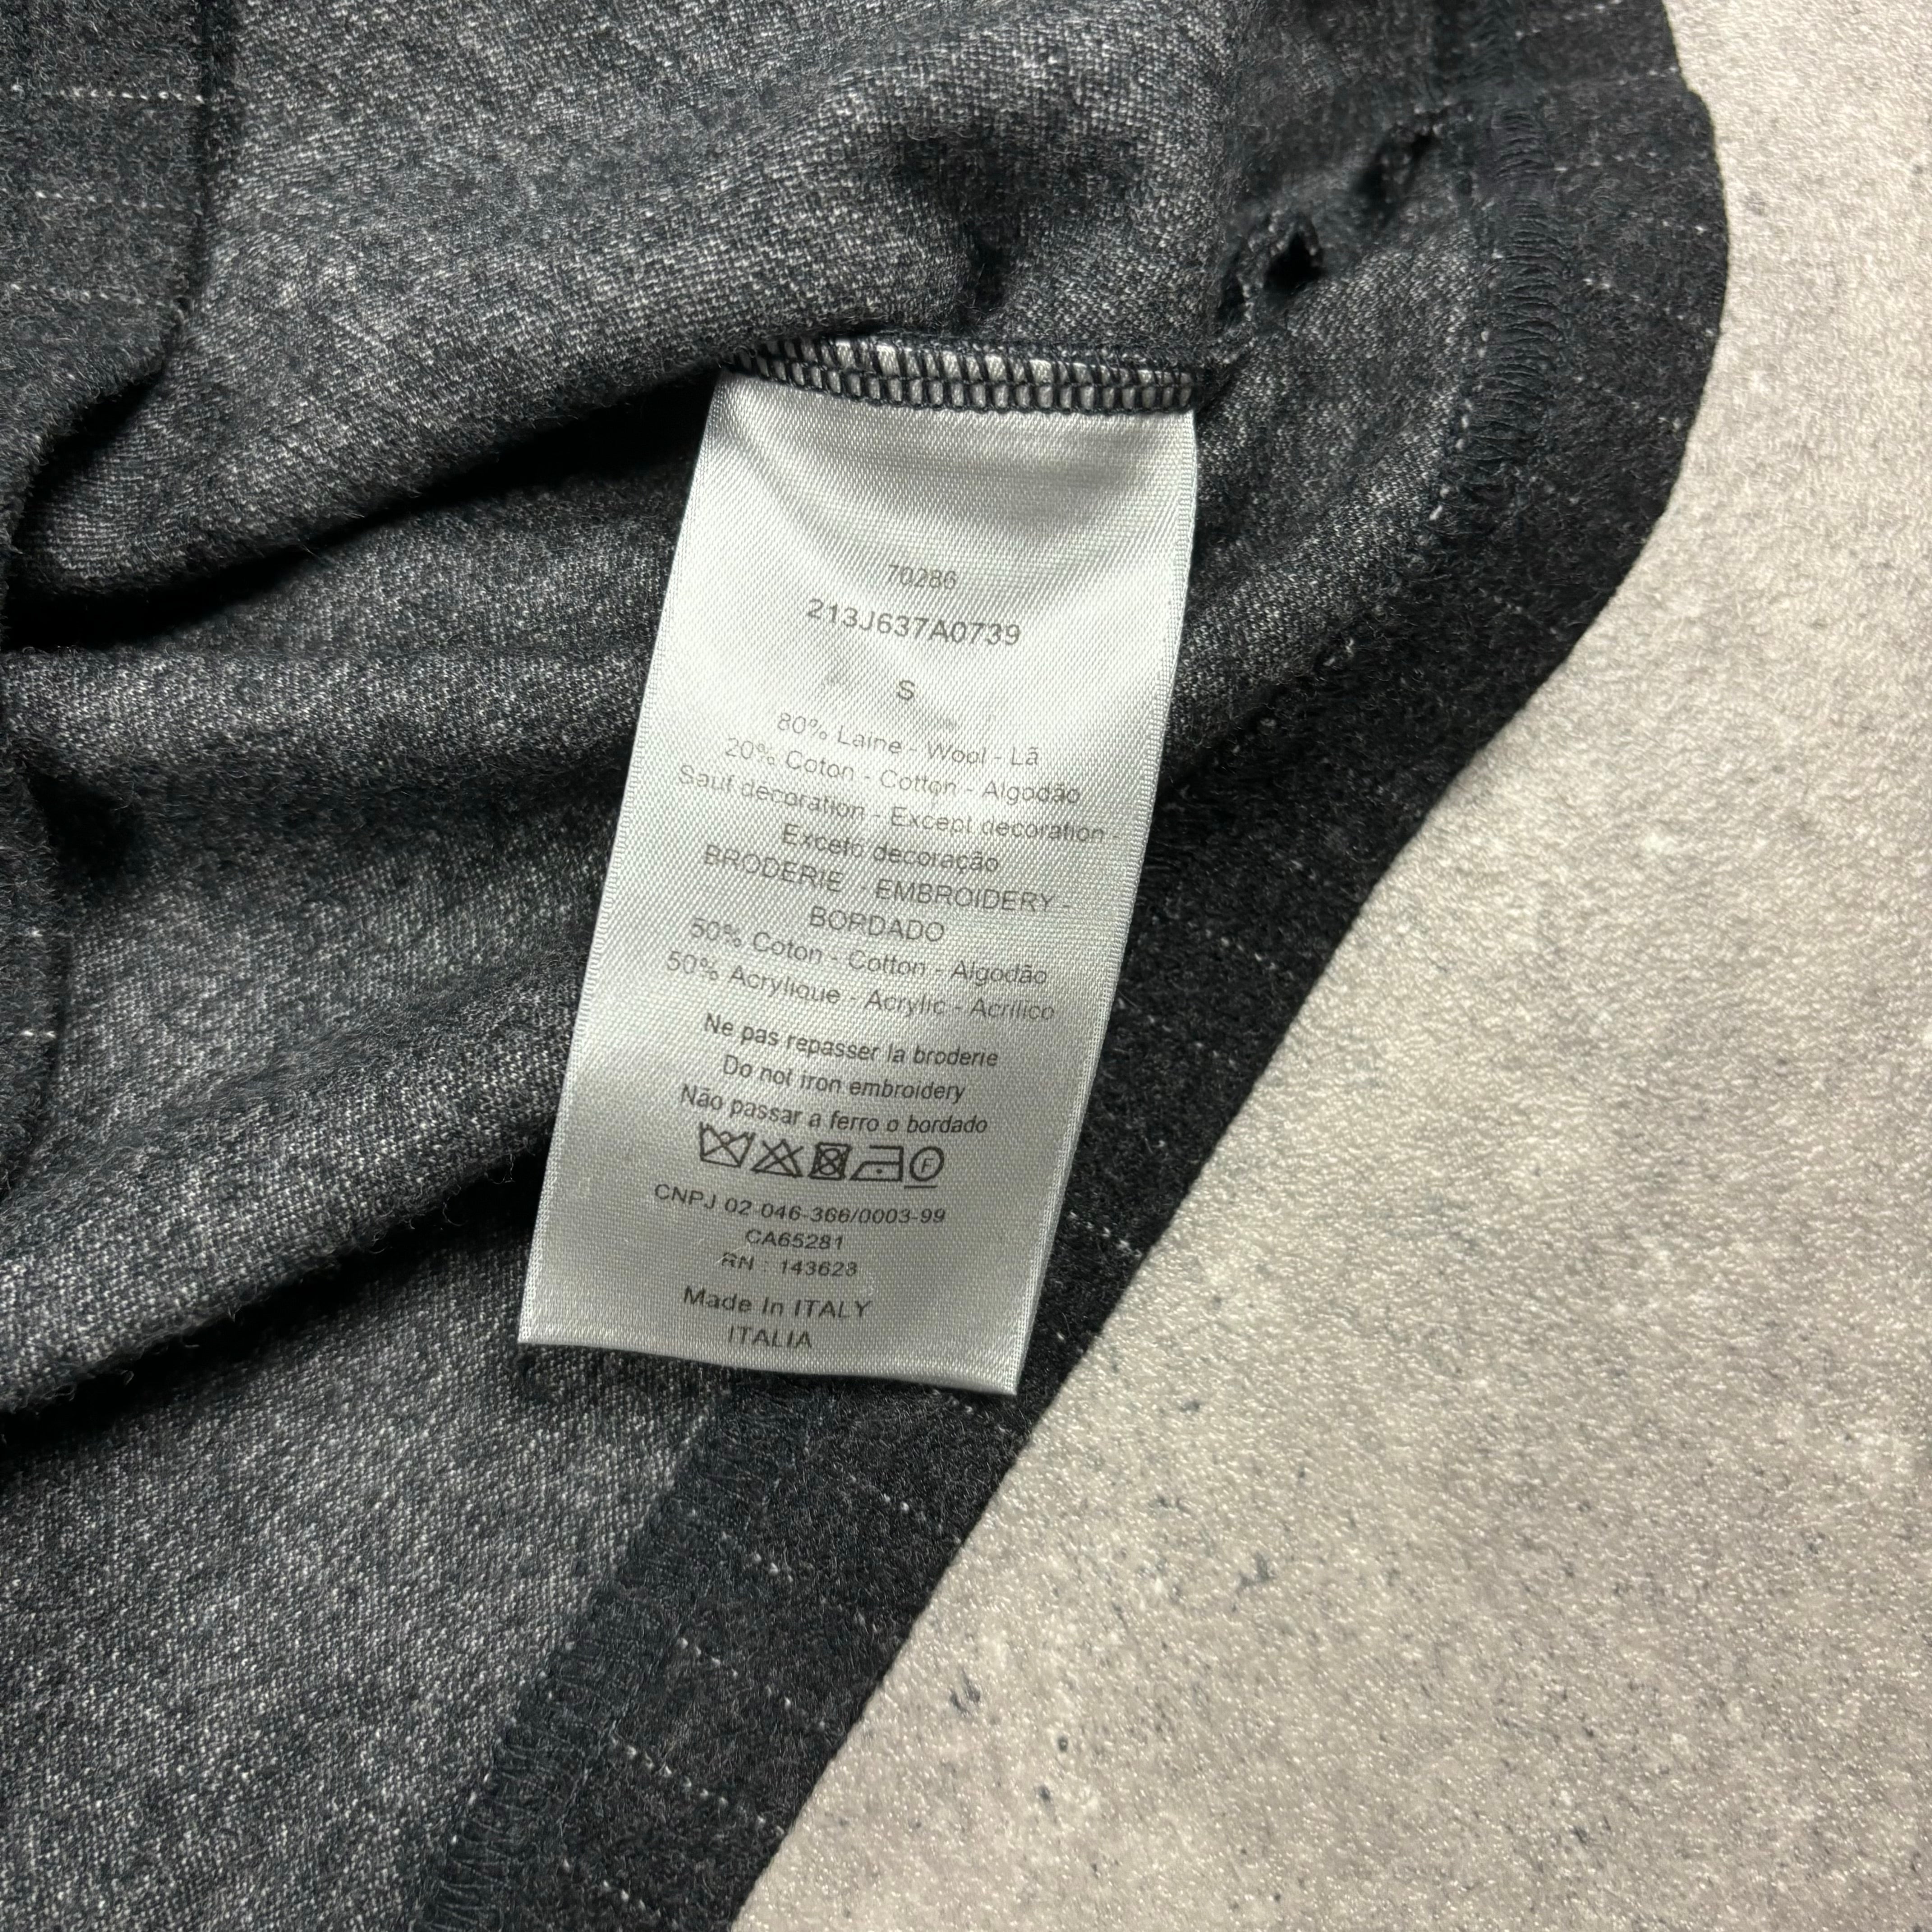 70286
213J637A0739
S
80% Laine - Wool - Lã
20% Coton - Cotton - Algodão
Sauf décoration - Except decoration -
Exceto decoração
BRODERIE - EMBROIDERY -
BORDADO
50% Coton - Cotton - Algodão
50% Acrylique - Acrylic - Acrílico
Ne pas repasser la broderie
Do not iron embroidery
Não passar a ferro o bordado
F
CNPJ 02 046-366/0003-99
CA65281
RN : 143623
Made In ITALY
ITALIA